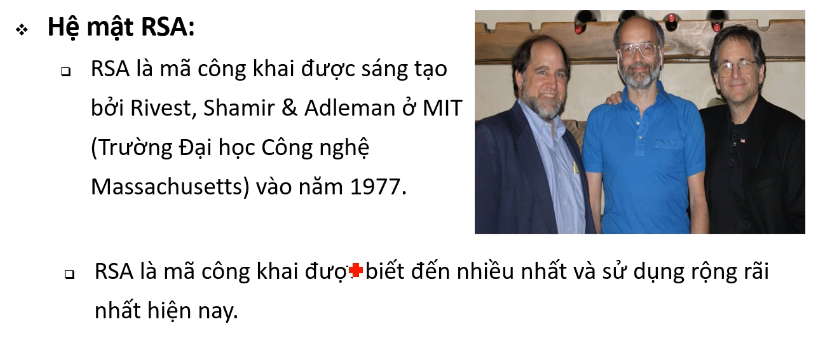 Hệ mật RSA:
RSA là mã công khai được sáng tạo
bởi Rivest, Shamir & Adleman ở MIT
(Trường Đại học Công nghệ
Massachusetts) vào năm 1977.
RSA là mã công khai được biết đến nhiều nhất và sử dụng rộng rãi
nhất hiện nay.